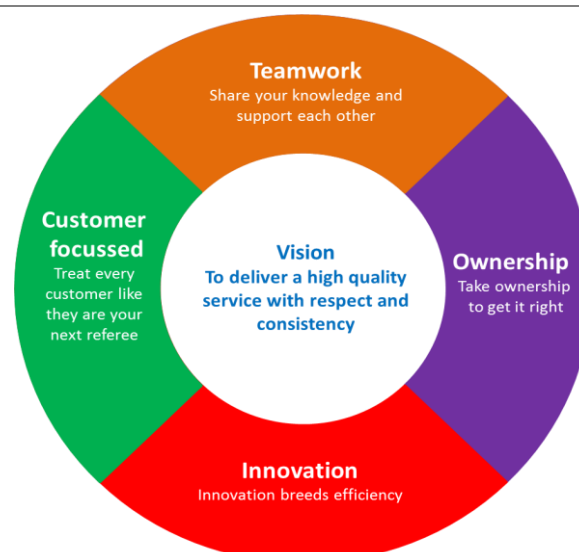 Teamwork
Share your knowledge and
support each other
Customer
focussed
Treat every
customer like
they are your
next referee
Vision
To deliver a high quality
service with respect and
consistency
Ownership
Take ownership
to get it right
Innovation
Innovation breeds efficiency